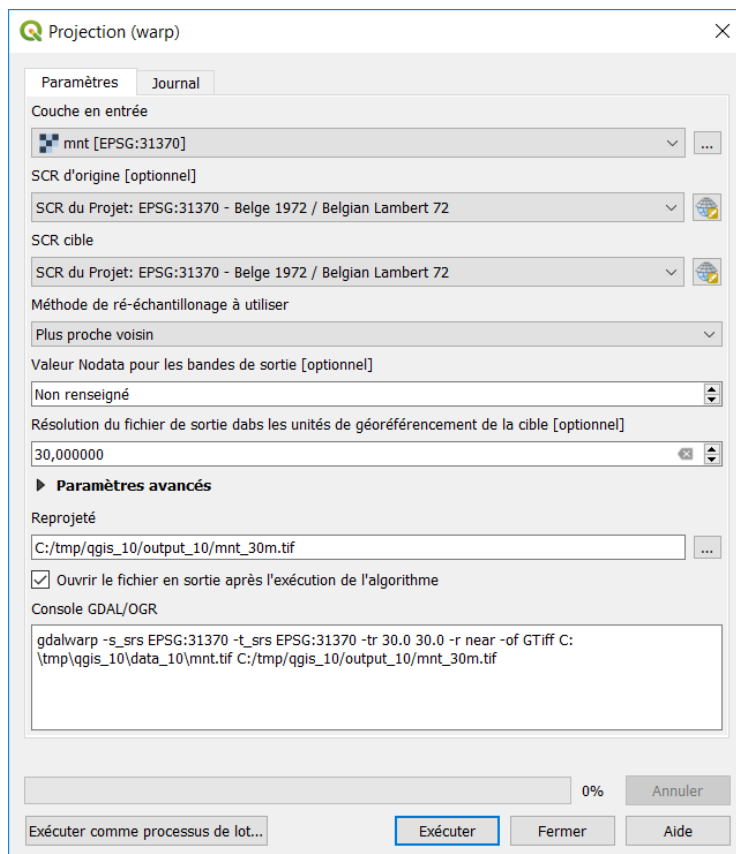 Projection (warp)
Paramètres
Journal
Couche en entrée
mnt [EPSG:31370]
...
SCR d'origine [optionnel]
SCR du Projet: EPSG:31370 - Belge 1972 / Belgian Lambert 72
SCR cible
SCR du Projet: EPSG:31370 - Belge 1972 / Belgian Lambert 72
Méthode de ré-échantillonage à utiliser
Plus proche voisin
Valeur Nodata pour les bandes de sortie [optionnel]
Non renseigné
Résolution du fichier de sortie dabs les unités de géoréférencement de la cible [optionnel]
30,000000
Paramètres avancés
Reprojeté
C:/tmp/qgis_10/output_10/mnt_30m.tif
...
Ouvrir le fichier en sortie après l'exécution de l'algorithme
Console GDAL/OGR
gdalwarp -s_srs EPSG:31370 -t_srs EPSG:31370 -tr 30.0 30.0 -r near -of GTiff C:
\tmp\qgis_10\data_10\mnt.tif C:/tmp/qgis_10/output_10/mnt_30m.tif
0%
Annuler
Exécuter comme processus de lot...
Exécuter
Fermer
Aide